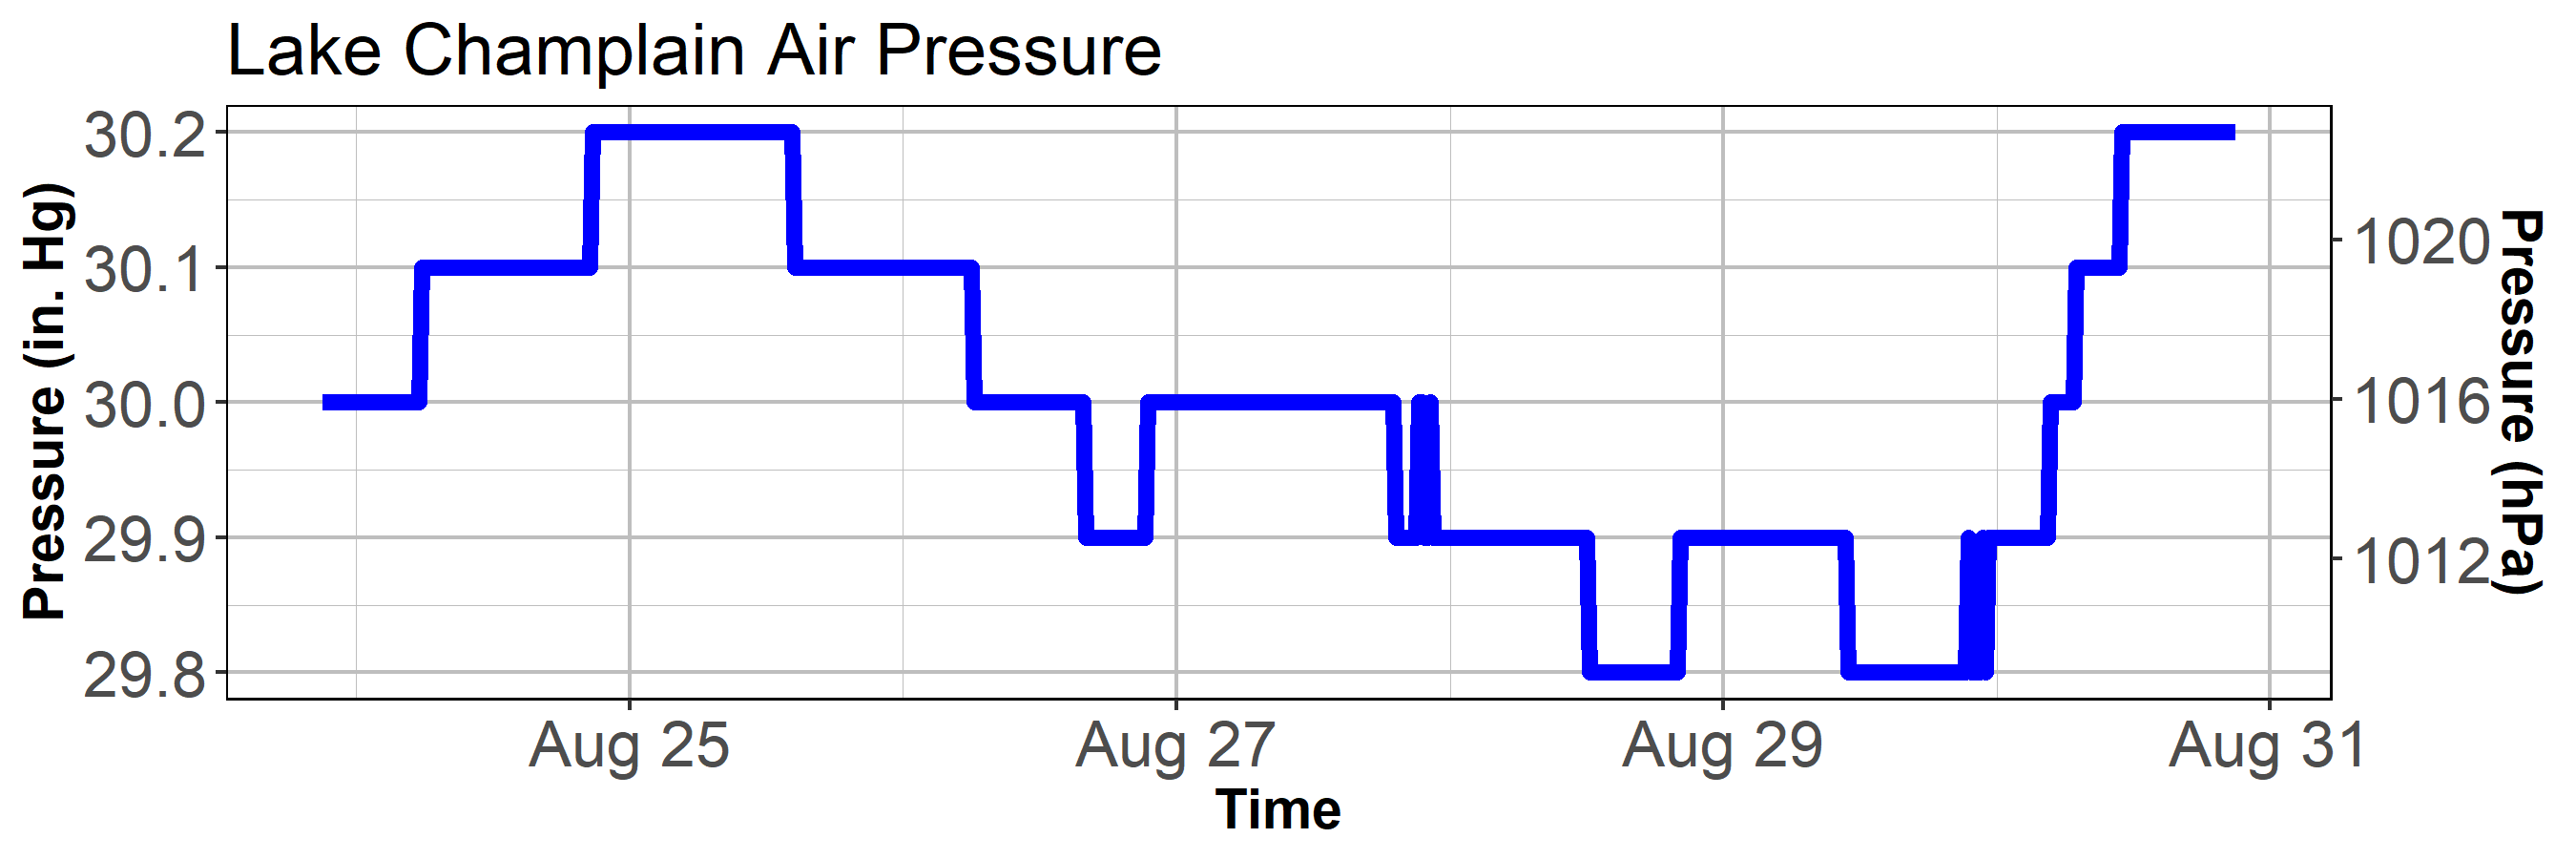 Lake Champlain Air Pressure
Pressure (in. Hg)
30.2
30.1
30.0
29.9
29.8
1020
1016
1012
Pressure (hPa)
Aug 25 Aug 27 Aug 29 Aug 31
Time